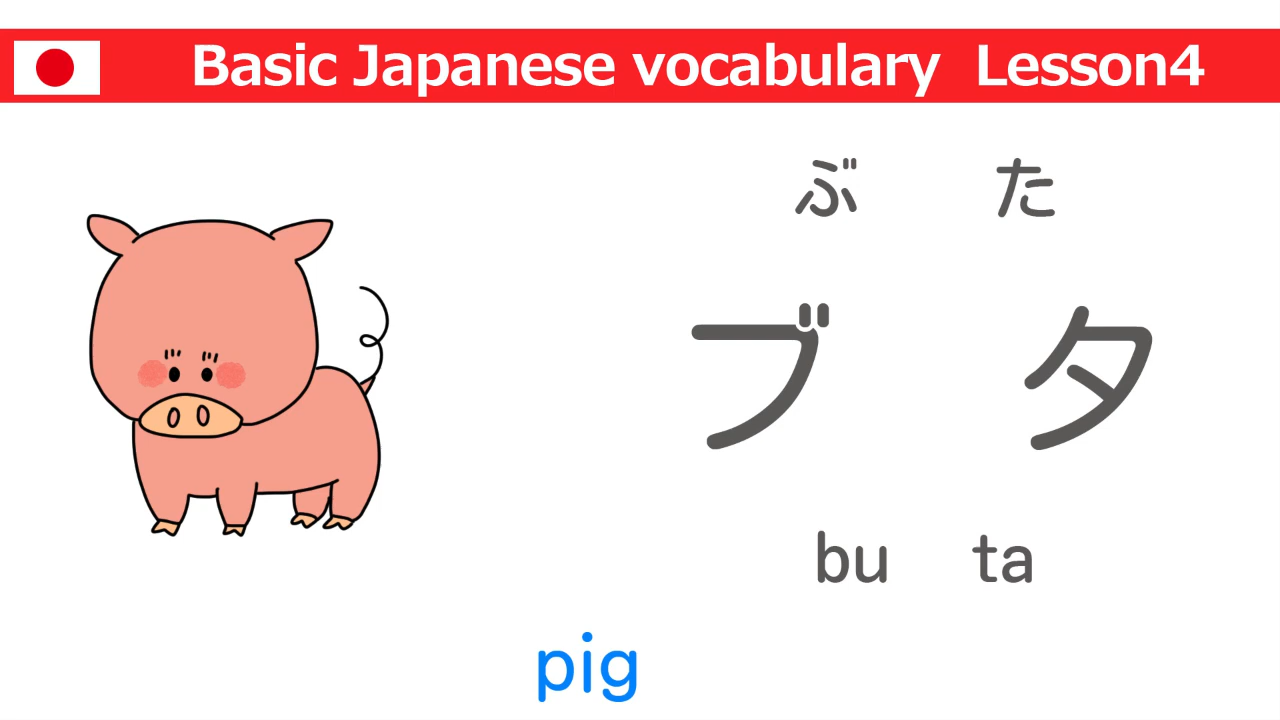 Basic Japanese vocabulary Lesson4
ぶ た
ブ タ
bu ta
pig